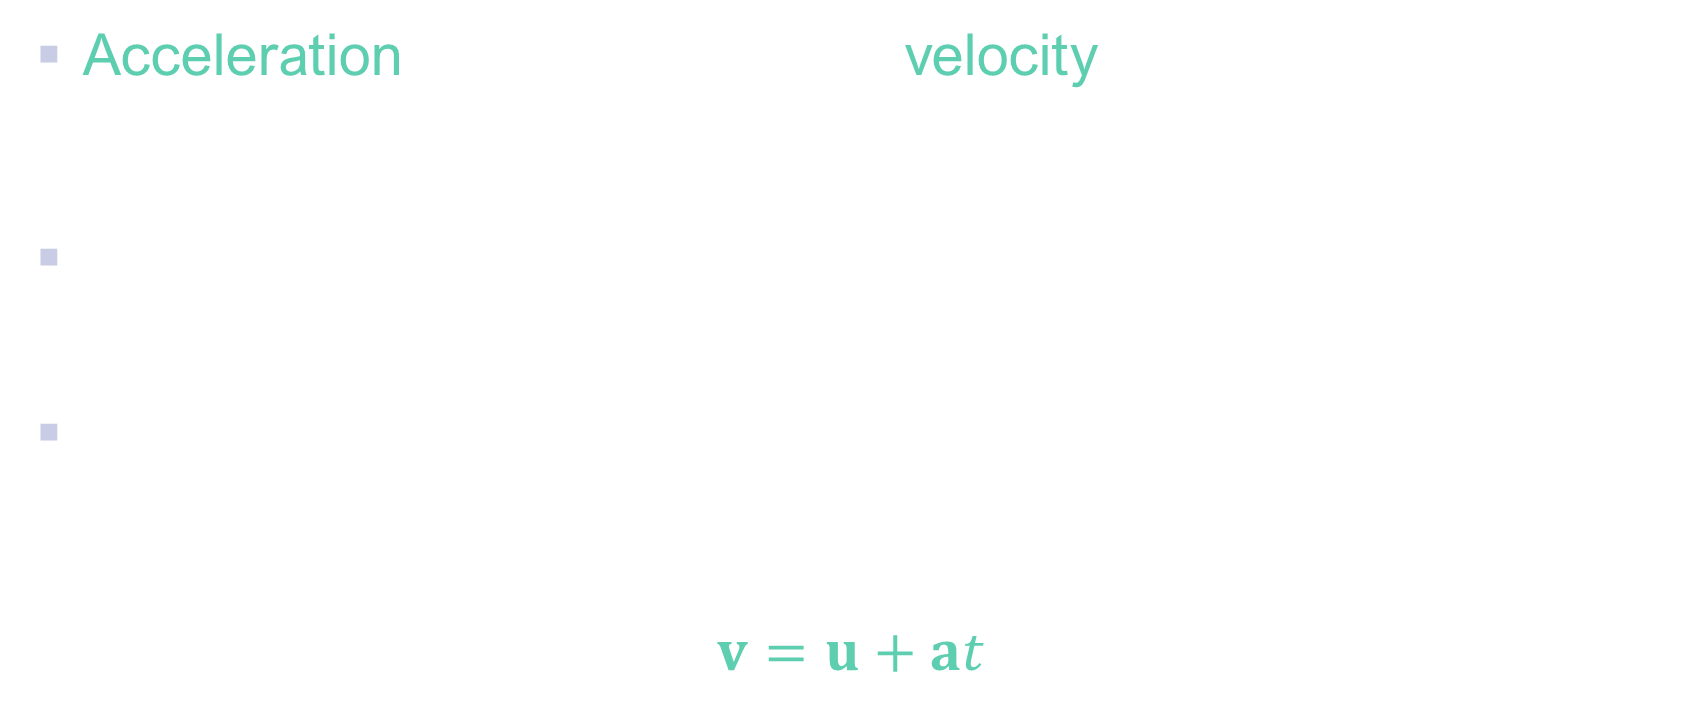 ▪ Acceleration velocity
▪
▪
𝐯 = 𝐮 + 𝐚𝑡